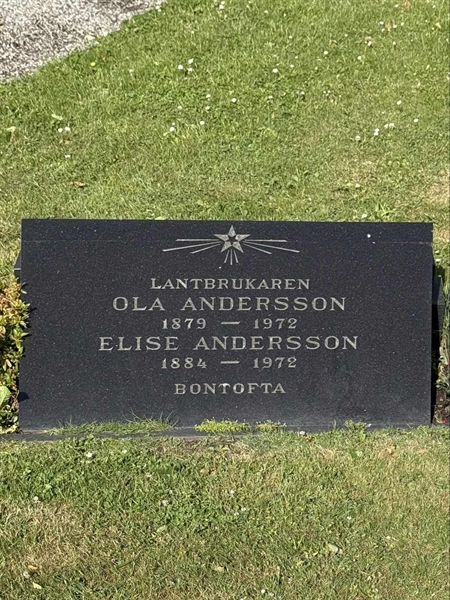 LANTBRUKAREN
OLA ANDERSSON
1879 — 1972
ELISE ANDERSSON
1884 — 1972
BONTOFTA